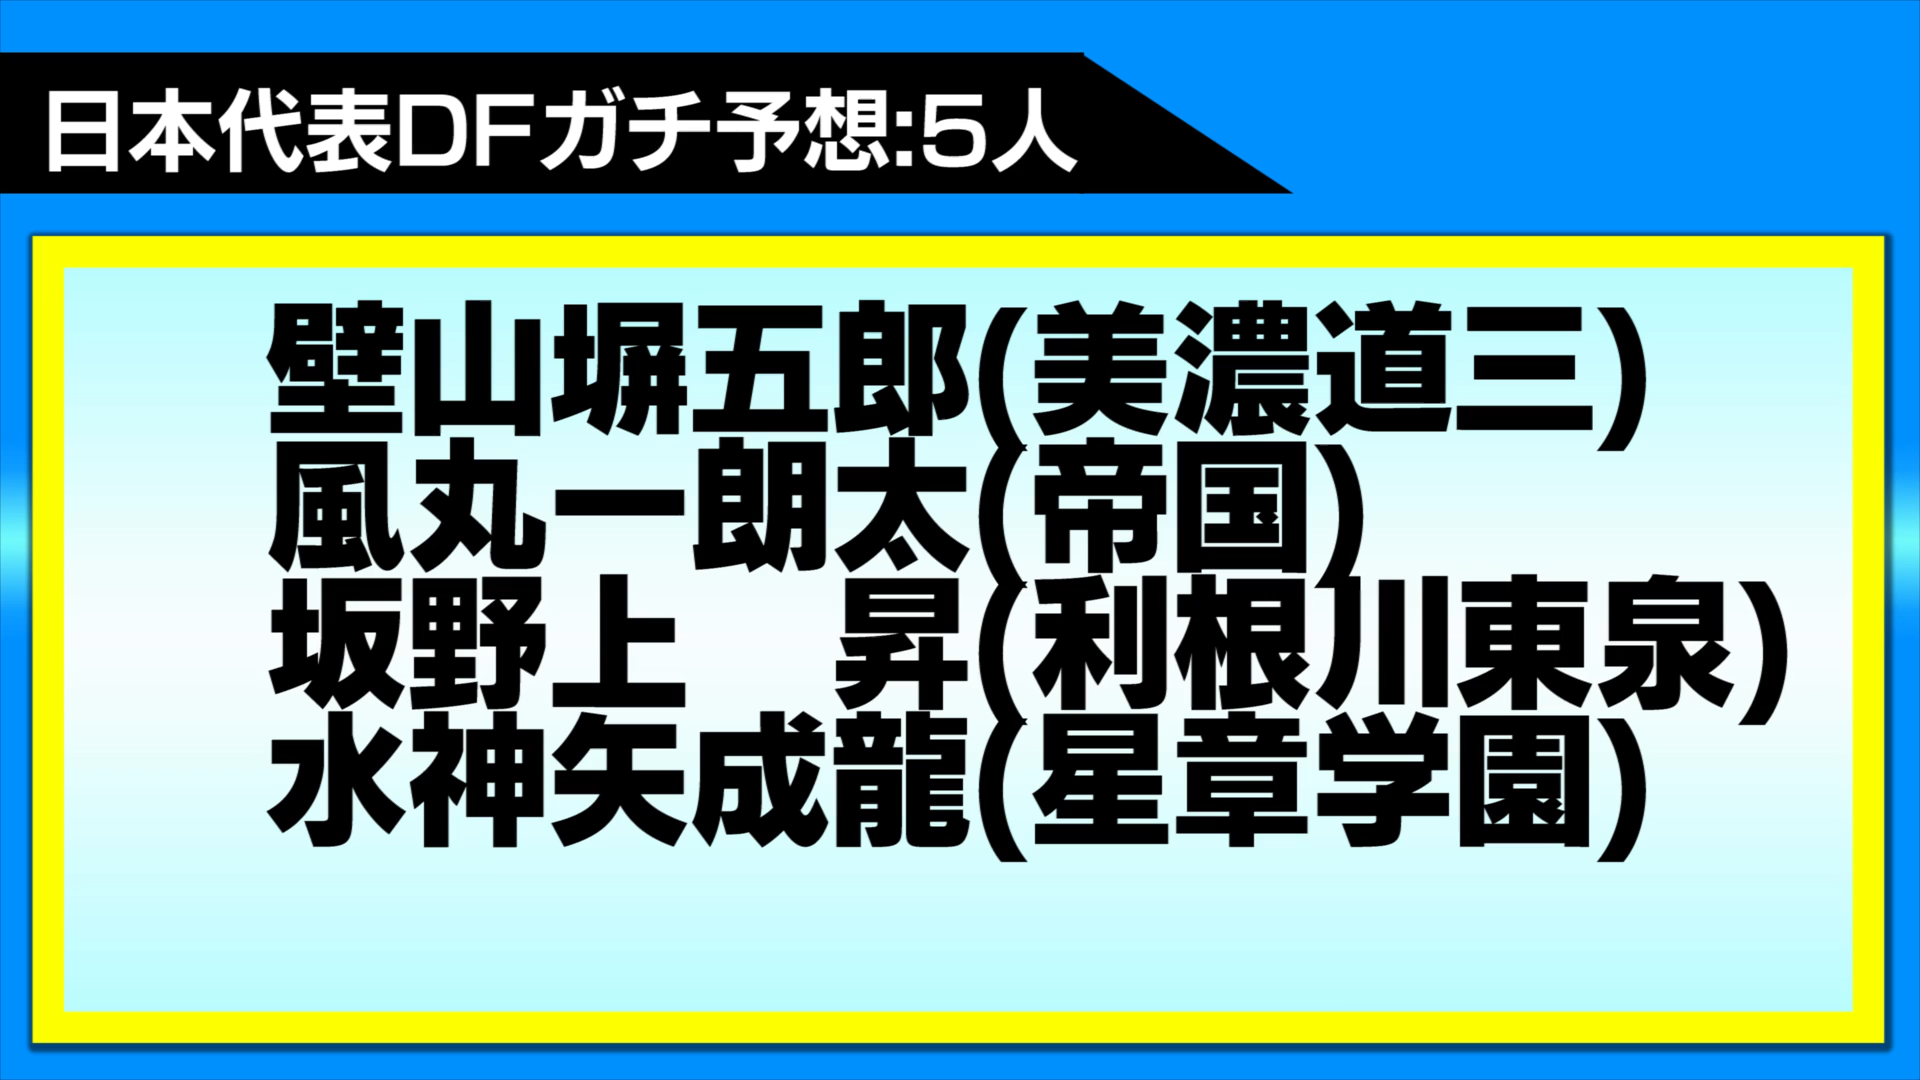 日本代表DFガチ予想:5人
壁山塀五郎(美濃道三)
風丸一朗太(帝国)
坂野上　昇(利根川東泉)
水神矢成龍(星章学園)